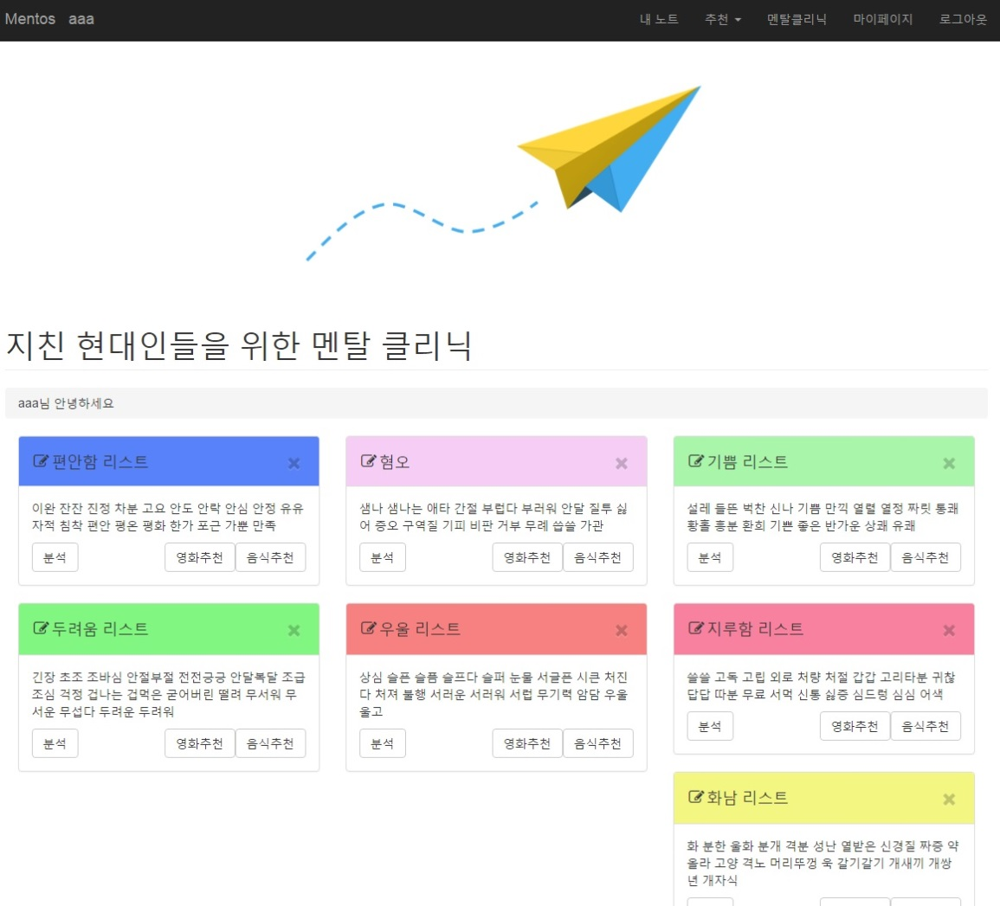 Mentos aaa 내 노트 추천 멘탈클리닉 마이페이지 로그아웃
지친 현대인들을 위한 멘탈 클리닉
aaa님 안녕하세요
편안함 리스트
이완 잔잔 진정 차분 고요 안도 안락 안심 안정 유유
자적 침착 편안 평온 평화 한가 포근 가뿐 만족
분석 영화추천 음식추천
혐오
샘나 샘나는 애타 간절 부럽다 부러워 안달 질투 싫
어 증오 구역질 기피 비판 거부 무례 씁쓸 가관
분석 영화추천 음식추천
기쁨 리스트
설레 들뜬 벅찬 신나 기쁨 만끽 열렬 열정 짜릿 통쾌
황홀 흥분 환희 기쁜 좋은 반가운 상쾌 유쾌
분석 영화추천 음식추천
두려움 리스트
긴장 초조 조바심 안절부절 전전긍긍 안달복달 조급
조심 걱정 겁나는 겁먹은 굳어버린 떨려 무서워 무
서운 무섭다 두려운 두려워
분석 영화추천 음식추천
우울 리스트
상심 슬픈 슬픔 슬프다 슬퍼 눈물 서글픈 시큰 처진
다 처져 불행 서러운 서러워 서럽 무기력 암담 우울
울고
분석 영화추천 음식추천
지루함 리스트
쓸쓸 고독 고립 외로 처량 처절 갑갑 고리타분 귀찮
답답 따분 무료 서먹 신통 싫증 심드렁 심심 어색
분석 영화추천 음식추천
화남 리스트
화 분한 울화 분개 격분 성난 열받은 신경질 짜증 약
올라 고양 격노 머리뚜껑 욱 갈기갈기 개새끼 개쌍
년 개자식